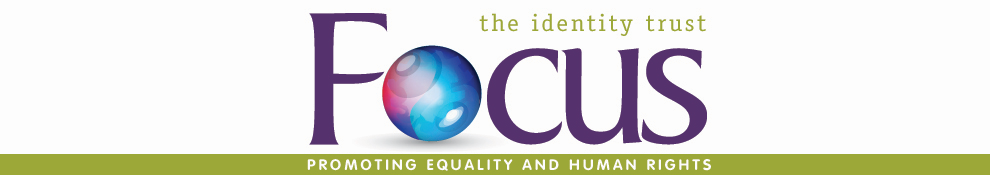 the identity trust
Focus
PROMOTING EQUALITY AND HUMAN RIGHTS